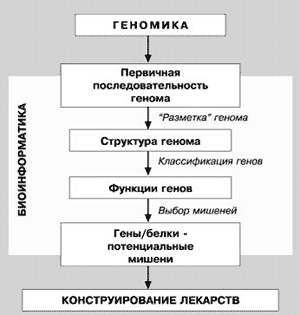 ГЕНОМИКА
Первичная
последовательность
генома
"Разметка" генома
Структура генома
Классификация генов
Функции генов
Выбор мишеней
Гены/белки -
потенциальные
мишени
КОНСТРУИРОВАНИЕ ЛЕКАРСТВ
БИОИНФОРМАТИКА